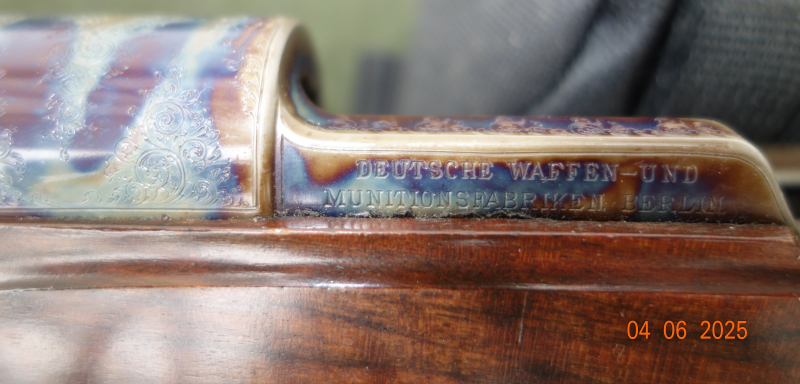 DEUTSCHE WAFFEN-UND
MUNITIONSFABRIKEN BERLIN
04 06 2025